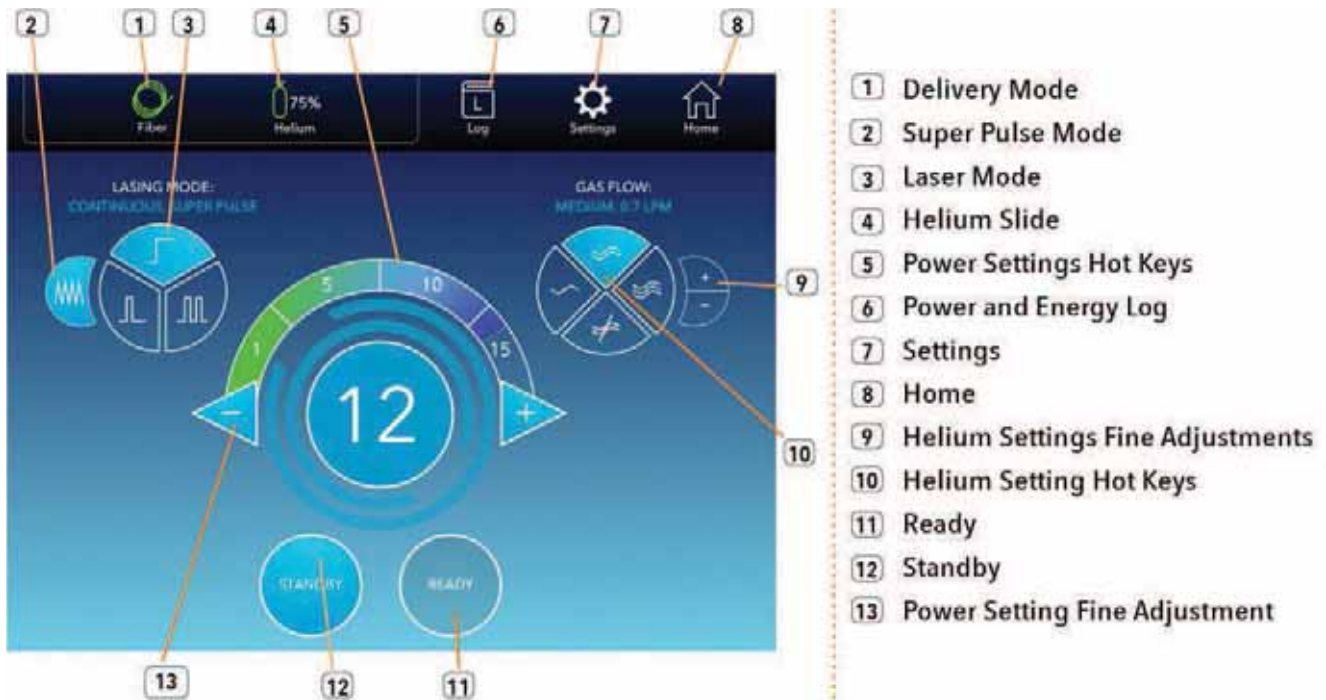 2
1
3
4
5
6
7
8
Fiber
75%
Helium
Log
Settings
Home
LASING MODE:
CONTINUOUS, SUPER PULSE
GAS FLOW:
MEDIUM, 0.7 LPM
9
1
5
10
15
12
10
STANDBY
READY
13
12
11
1 Delivery Mode
2 Super Pulse Mode
3 Laser Mode
4 Helium Slide
5 Power Settings Hot Keys
6 Power and Energy Log
7 Settings
8 Home
9 Helium Settings Fine Adjustments
10 Helium Setting Hot Keys
11 Ready
12 Standby
13 Power Setting Fine Adjustment